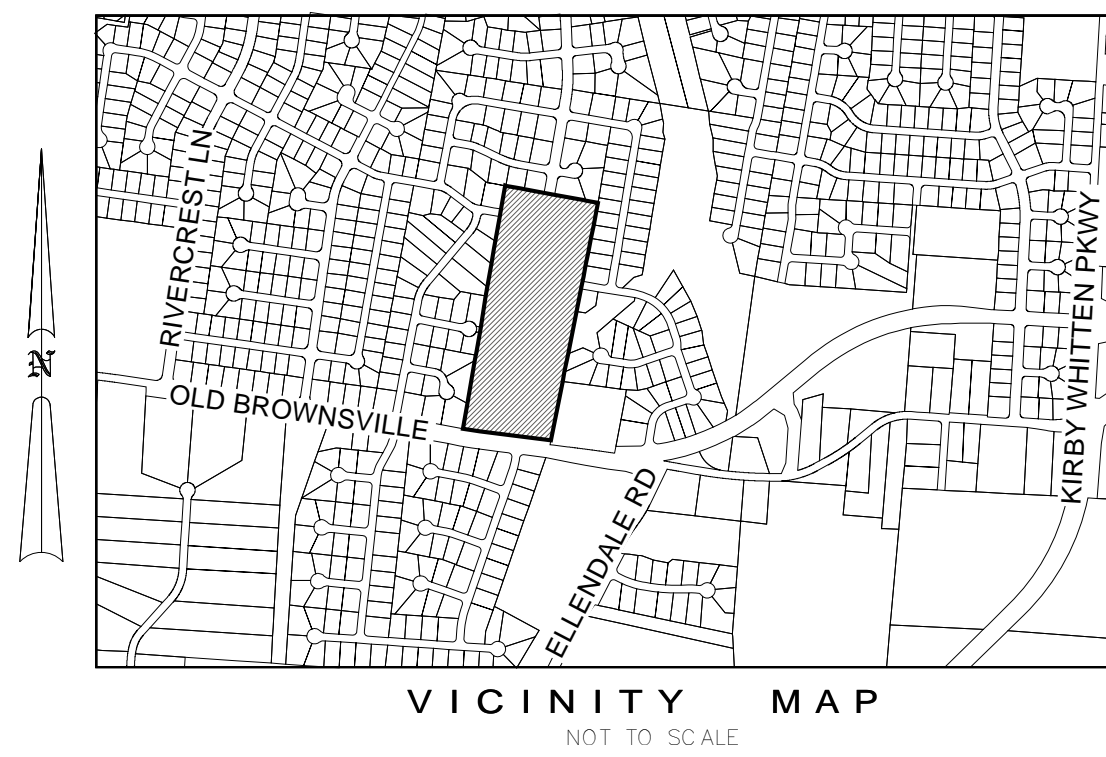 RIVERCREST LN
KIRBY WHITTEN PKWY
N
OLD BROWNSVILLE
ELLENDALE RD
VICINITY MAP
NOT TO SCALE